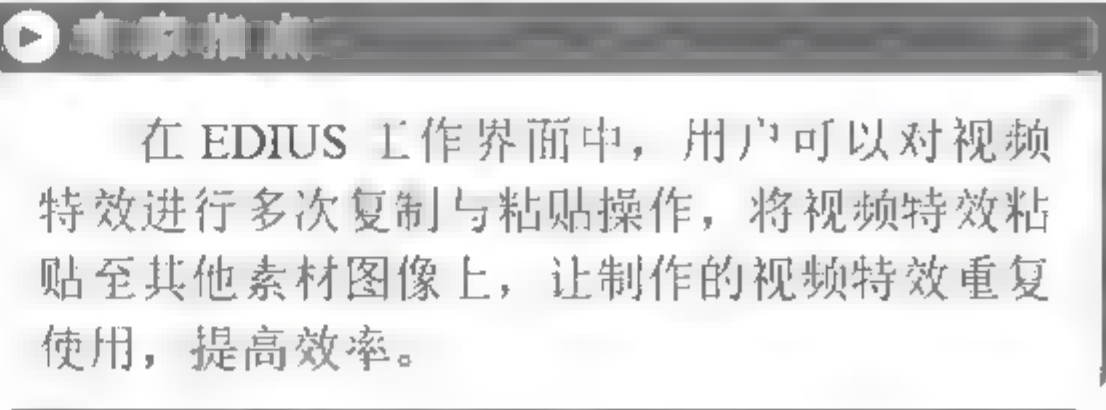 在 EDIUS 工作界面中，用户可以对视频
特效进行多次复制与粘贴操作，将视频特效粘
贴至其他素材图像上，让制作的视频特效重复
使用，提高效率。